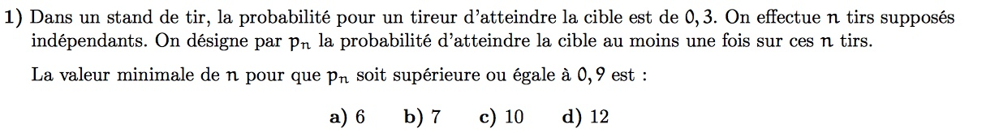 1) Dans un stand de tir, la probabilité pour un tireur d'atteindre la cible est de 0, 3. On effectue n tirs supposés
indépendants. On désigne par pₙ la probabilité d'atteindre la cible au moins une fois sur ces n tirs.
La valeur minimale de n pour que pₙ soit supérieure ou égale à 0, 9 est :
a) 6 b) 7 c) 10 d) 12